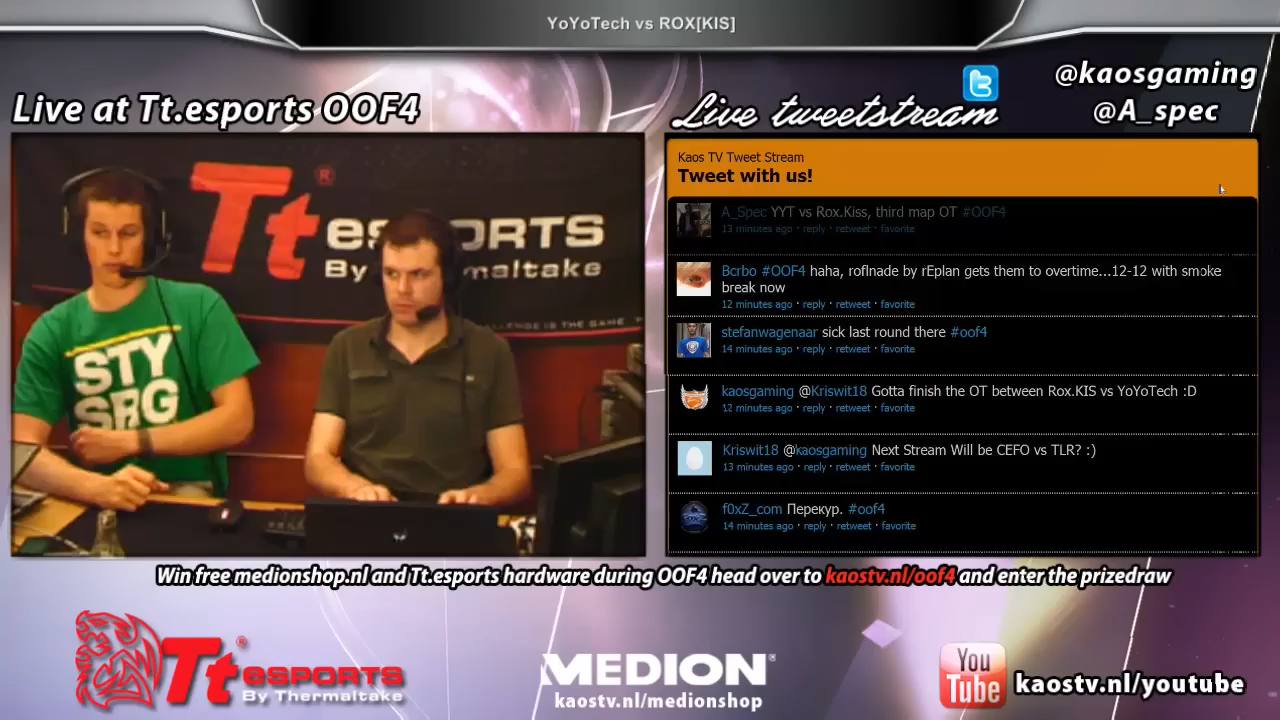 YoYoTech vs ROX[KIS]
Live at Tt.esports OOF4
Live tweetstream
@kaosgaming
@A_spec
Tt® esPORTS
By Thermaltake
CHALLENGE IS THE GAME
STY
SRG
Kaos TV Tweet Stream
Tweet with us!
A_Spec YYT vs Rox.Kiss, third map OT #OOF4
13 minutes ago · reply · retweet · favorite
Bcrbo #OOF4 haha, roflnade by rEplan gets them to overtime...12-12 with smoke
break now
12 minutes ago · reply · retweet · favorite
stefanwagenaar sick last round there #oof4
14 minutes ago · reply · retweet · favorite
kaosgaming @Kriswit18 Gotta finish the OT between Rox.KIS vs YoYoTech :D
12 minutes ago · reply · retweet · favorite
Kriswit18 @kaosgaming Next Stream Will be CEFO vs TLR? :)
13 minutes ago · reply · retweet · favorite
f0xZ_com Перекур. #oof4
14 minutes ago · reply · retweet · favorite
Win free medionshop.nl and Tt.esports hardware during OOF4 head over to kaostv.nl/oof4 and enter the prizedraw
Tt® esPORTS
By Thermaltake
MEDION®
kaostv.nl/medionshop
You
Tube
kaostv.nl/youtube